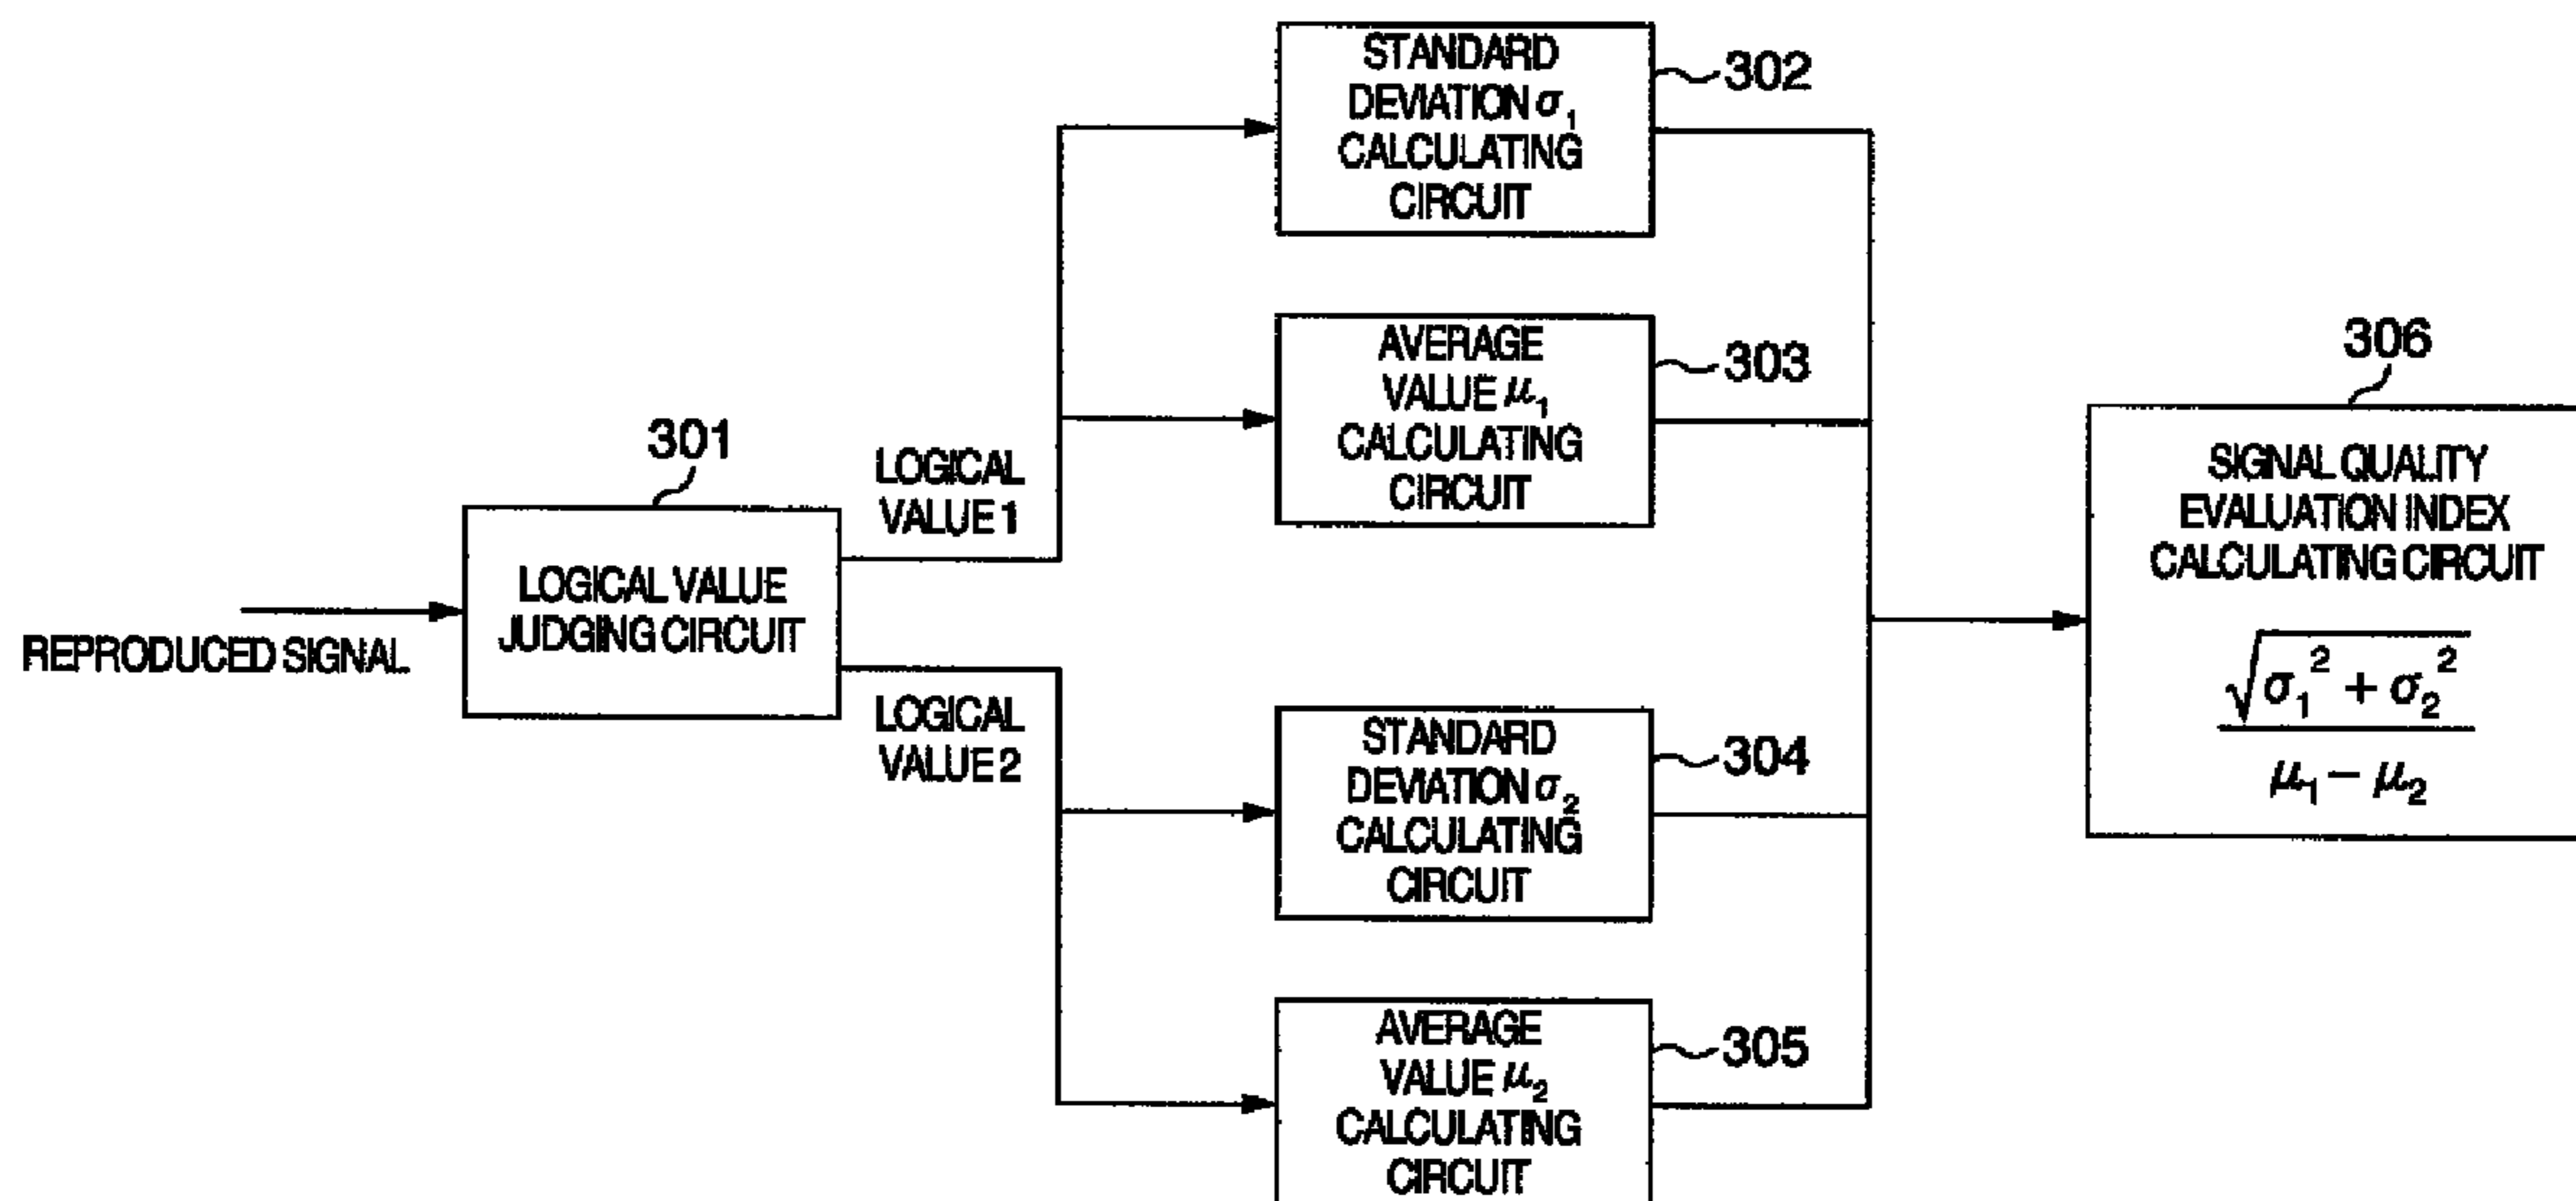 STANDARD
DEVIATION σ₁
CALCULATING
CIRCUIT
302
AVERAGE
VALUE μ₁
CALCULATING
CIRCUIT
303
301
LOGICAL VALUE
JUDGING CIRCUIT
REPRODUCED SIGNAL
LOGICAL
VALUE 1
LOGICAL
VALUE 2
STANDARD
DEVIATION σ₂
CALCULATING
CIRCUIT
304
AVERAGE
VALUE μ₂
CALCULATING
CIRCUIT
305
306
SIGNAL QUALITY
EVALUATION INDEX
CALCULATING CIRCUIT
√σ₁² + σ₂²
μ₁ − μ₂